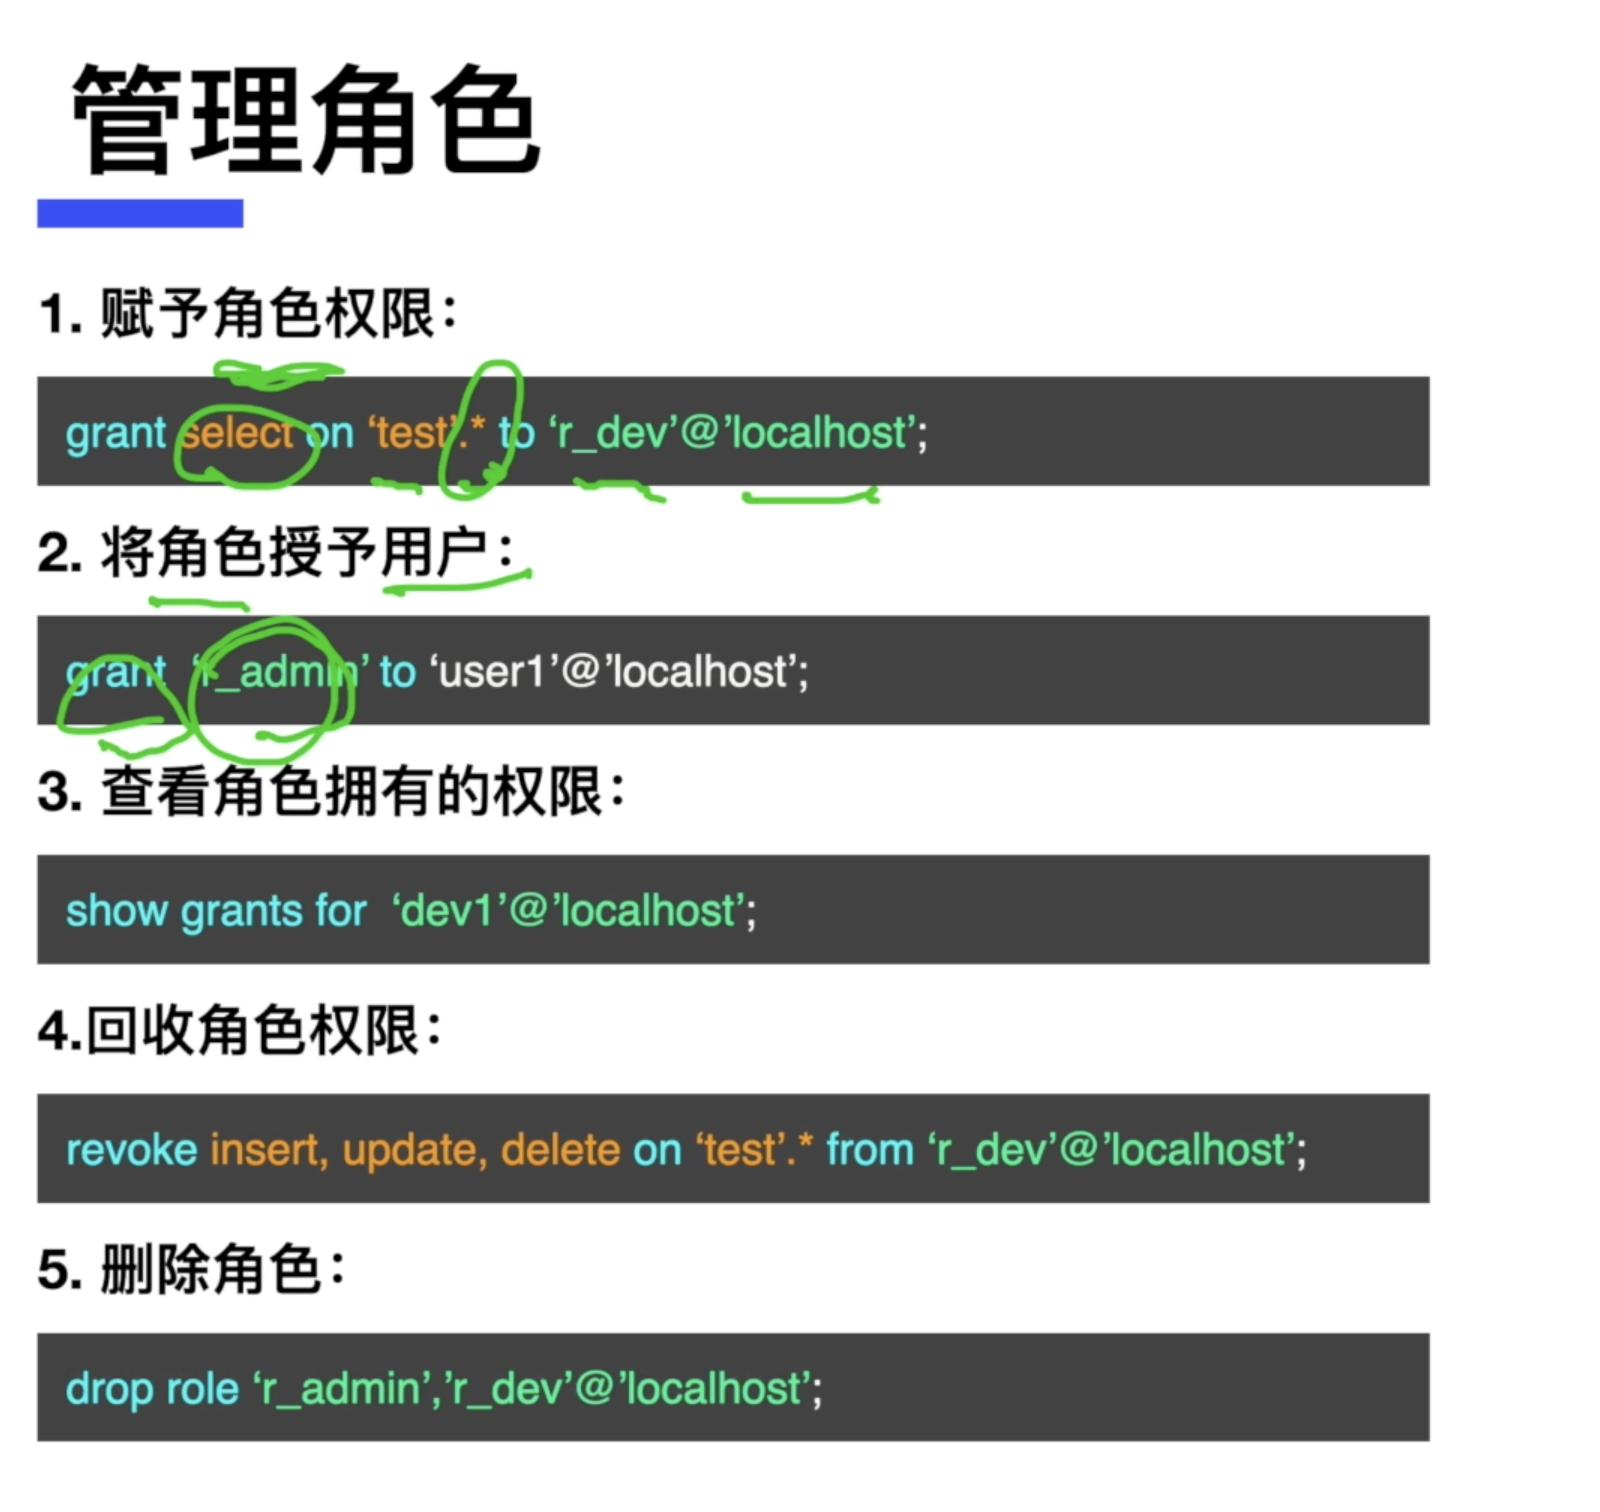 管理角色
1. 赋予角色权限：
grant select on ‘test’.* to ‘r_dev’@’localhost’;
2. 将角色授予用户：
grant ‘r_admin’ to ‘user1’@’localhost’;
3. 查看角色拥有的权限：
show grants for ‘dev1’@’localhost’;
4.回收角色权限：
revoke insert, update, delete on ‘test’.* from ‘r_dev’@’localhost’;
5. 删除角色：
drop role ‘r_admin’,’r_dev’@’localhost’;